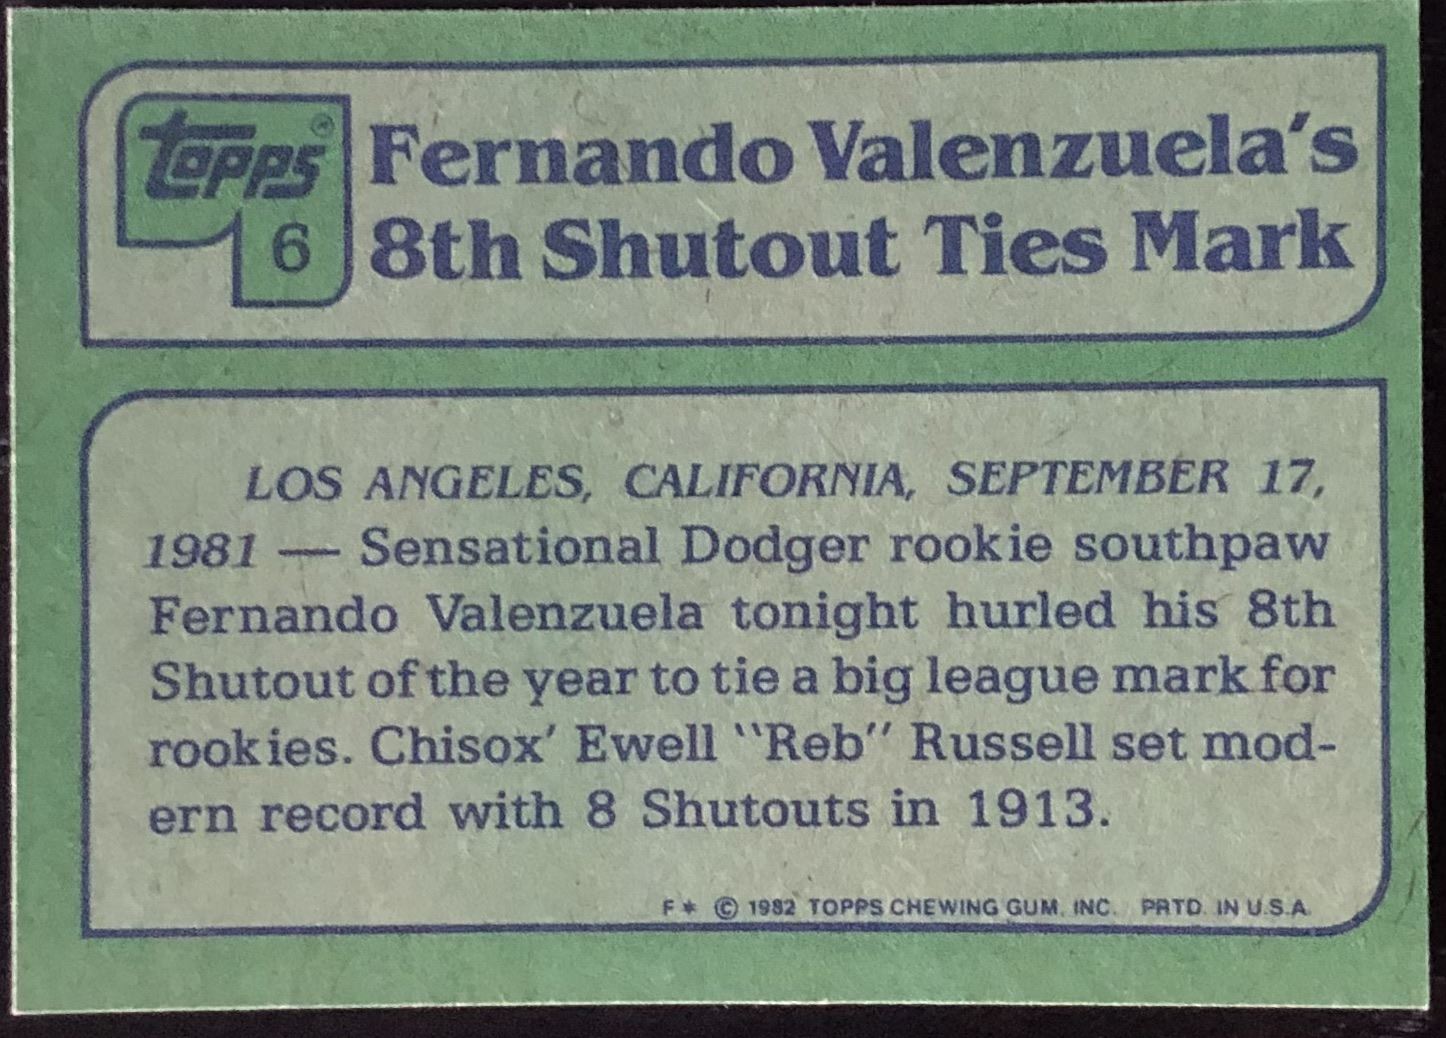 topps®
6
Fernando Valenzuela's
8th Shutout Ties Mark
LOS ANGELES, CALIFORNIA, SEPTEMBER 17,
1981 — Sensational Dodger rookie southpaw
Fernando Valenzuela tonight hurled his 8th
Shutout of the year to tie a big league mark for
rookies. Chisox' Ewell "Reb" Russell set mod-
ern record with 8 Shutouts in 1913.
F* © 1982 TOPPS CHEWING GUM, INC. PRTD. IN U.S.A.